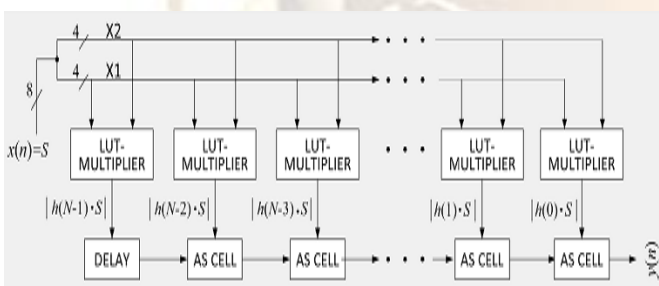 4 X2
4 X1
8
x(n)=S
LUT-MULTIPLIER LUT-MULTIPLIER LUT-MULTIPLIER LUT-MULTIPLIER LUT-MULTIPLIER
|h(N-1)·S| |h(N-2)·S| |h(N-3)·S| |h(1)·S| |h(0)·S|
DELAY AS CELL AS CELL AS CELL AS CELL y(n)